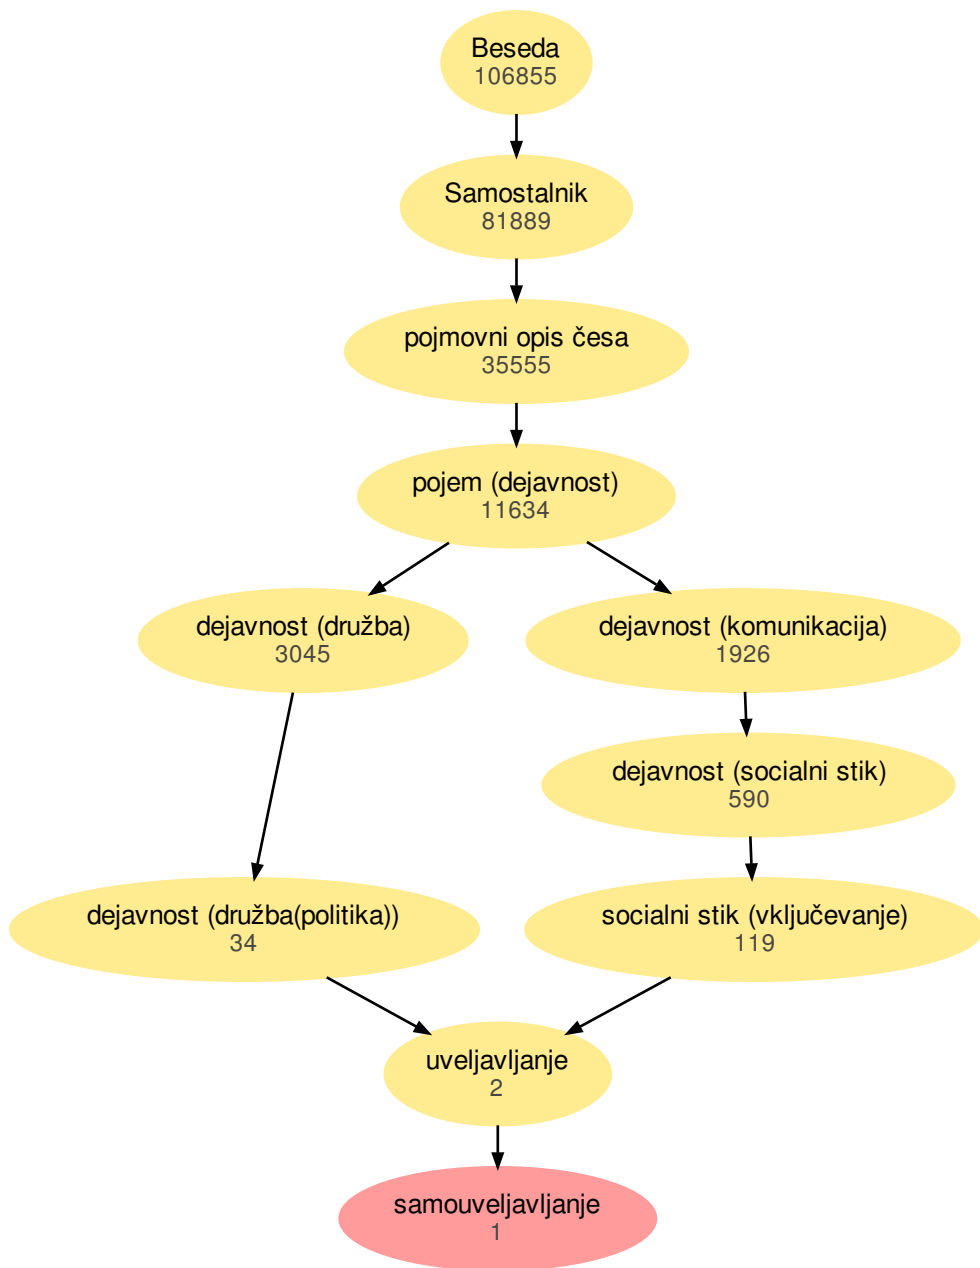 Beseda
106855
Samostalnik
81889
pojmovni opis česa
35555
pojem (dejavnost)
11634
dejavnost (družba)
3045
dejavnost (komunikacija)
1926
dejavnost (socialni stik)
590
dejavnost (družba(politika))
34
socialni stik (vključevanje)
119
uveljavljanje
2
samouveljavljanje
1